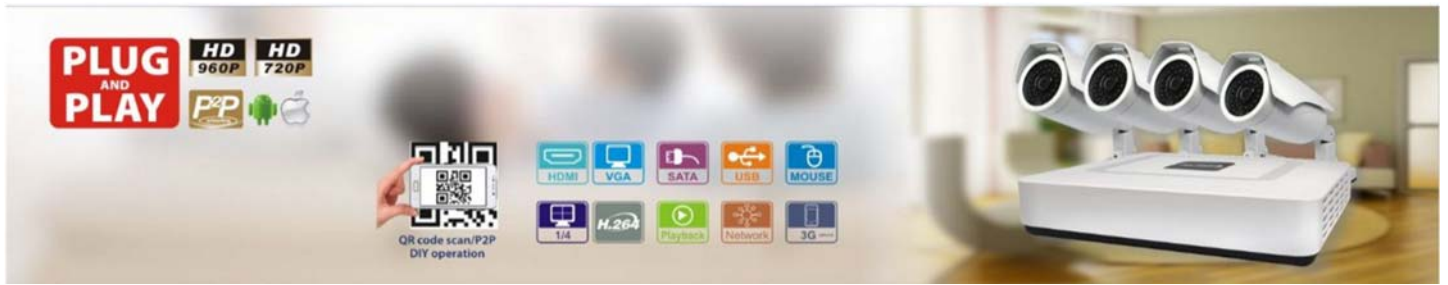 PLUG
AND
PLAY
HD
960P
HD
720P
P2P
QR code scan/P2P
DIY operation
HDMI
VGA
SATA
USB
MOUSE
1/4
H.264
Playback
Network
3G